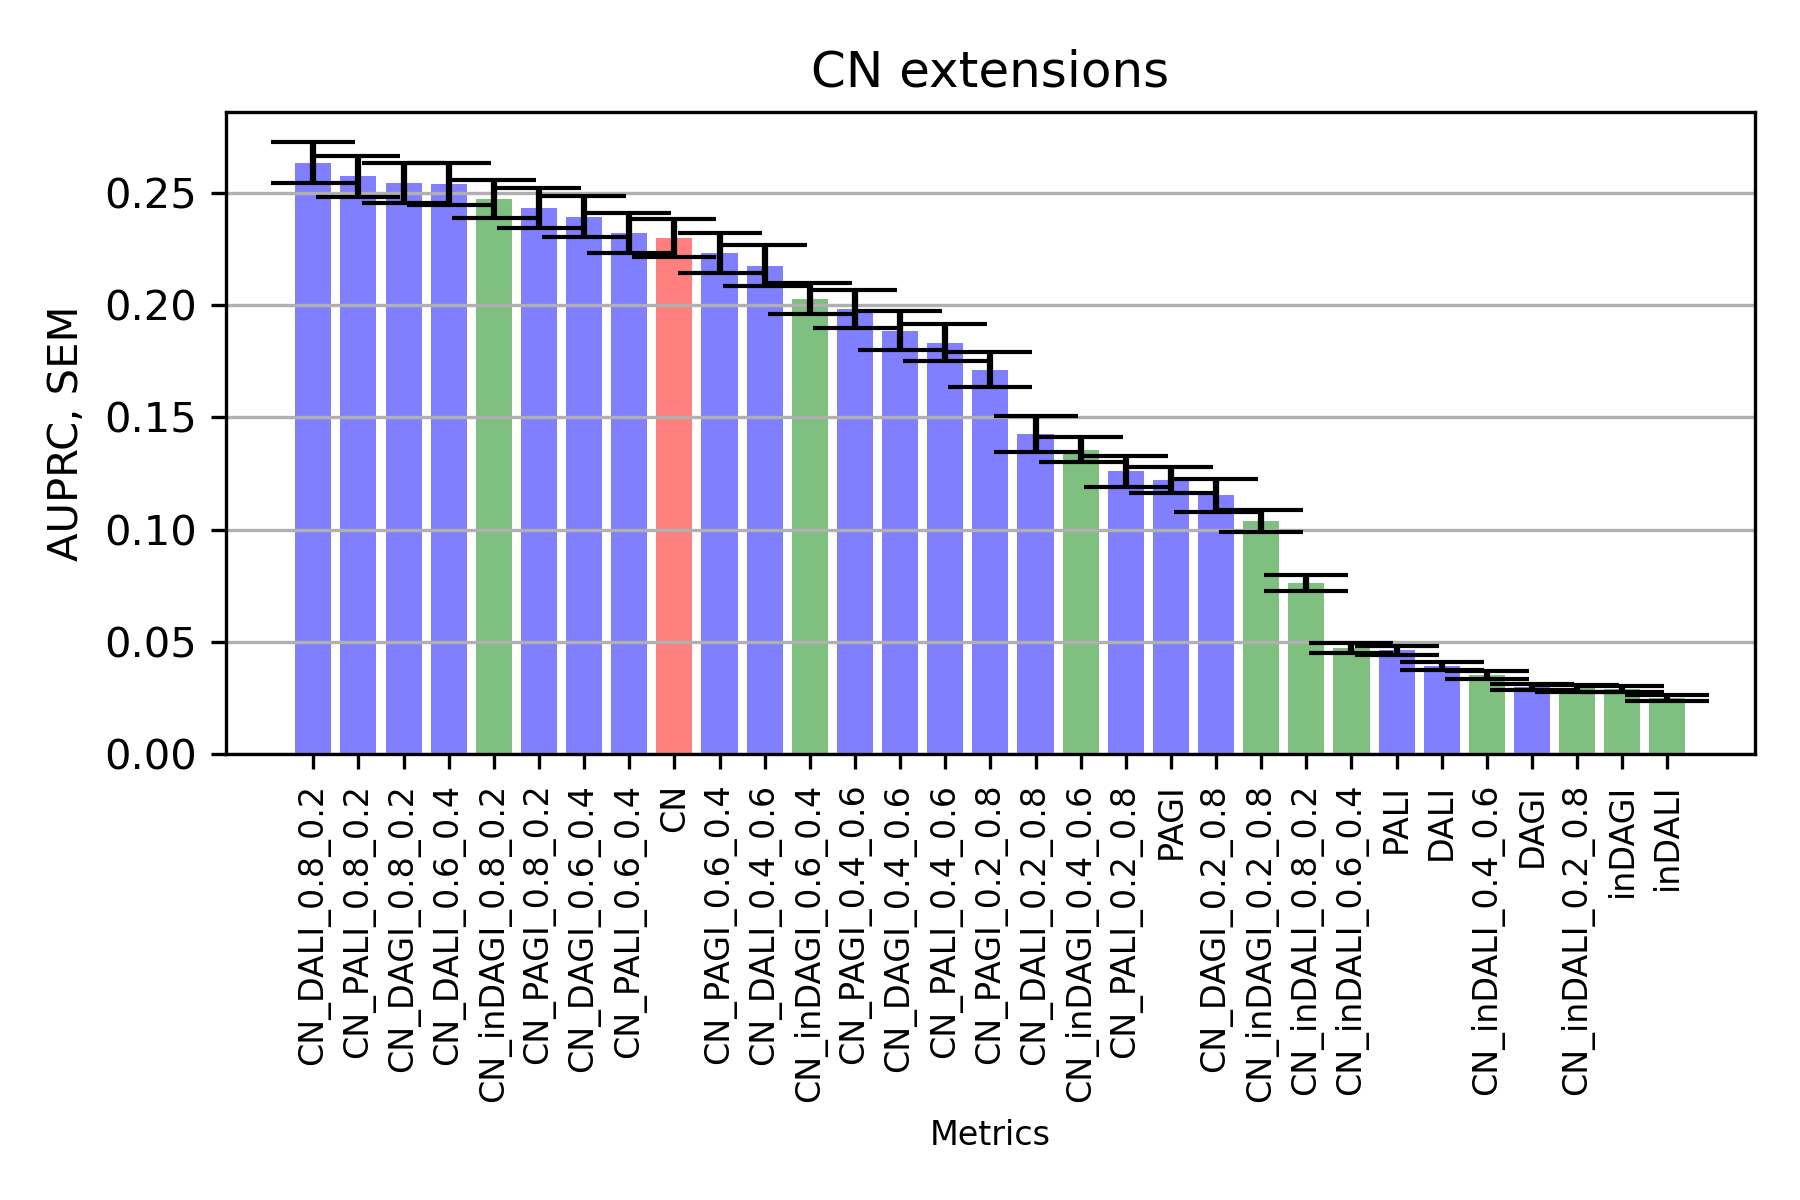 CN extensions
AUPRC, SEM
0.25
0.20
0.15
0.10
0.05
0.00
CN_DALI_0.8_0.2
CN_PALI_0.8_0.2
CN_DAGI_0.8_0.2
CN_DALI_0.6_0.4
CN_inDAGI_0.8_0.2
CN_PAGI_0.8_0.2
CN_DAGI_0.6_0.4
CN_PALI_0.6_0.4
CN
CN_PAGI_0.6_0.4
CN_DALI_0.4_0.6
CN_inDAGI_0.6_0.4
CN_PAGI_0.4_0.6
CN_DAGI_0.4_0.6
CN_PALI_0.4_0.6
CN_PAGI_0.2_0.8
CN_DALI_0.2_0.8
CN_inDAGI_0.4_0.6
CN_PALI_0.2_0.8
PAGI
CN_DAGI_0.2_0.8
CN_inDAGI_0.2_0.8
CN_inDALI_0.8_0.2
CN_inDALI_0.6_0.4
PALI
DALI
CN_inDALI_0.4_0.6
DAGI
CN_inDALI_0.2_0.8
inDAGI
inDALI
Metrics